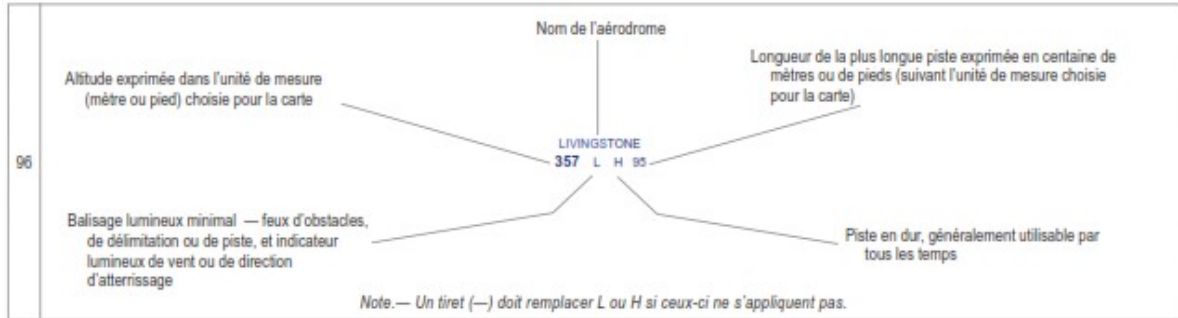 Nom de l'aérodrome
Altitude exprimée dans l'unité de mesure
(mètre ou pied) choisie pour la carte
Longueur de la plus longue piste exprimée en centaine de
mètres ou de pieds (suivant l'unité de mesure choisie
pour la carte)
96
LIVINGSTONE
357 L H 95
Balisage lumineux minimal — feux d'obstacles,
de délimitation ou de piste, et indicateur
lumineux de vent ou de direction
d'atterrissage
Piste en dur, généralement utilisable par
tous les temps
Note.— Un tiret (—) doit remplacer L ou H si ceux-ci ne s'appliquent pas.